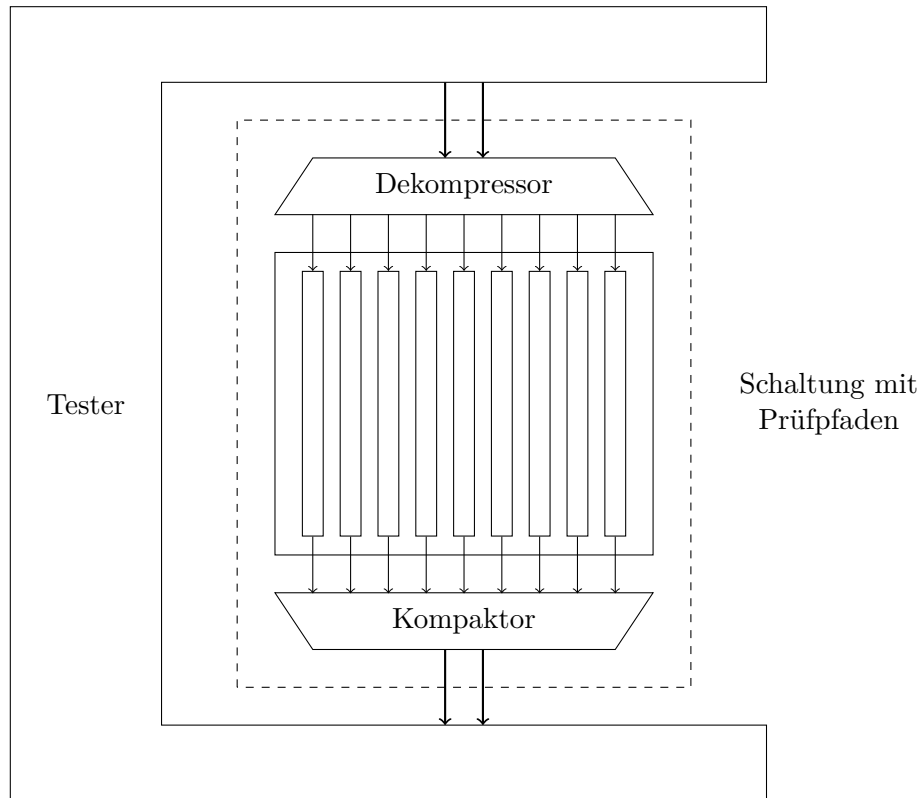 Dekompressor
Tester
Schaltung mit
Prüfpfaden
Kompaktor